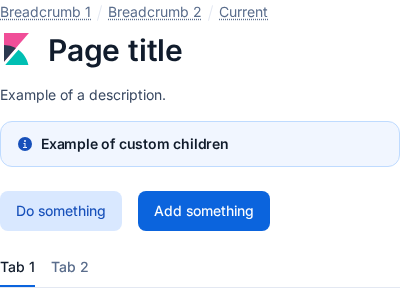 Breadcrumb 1 / Breadcrumb 2 / Current
Page title
Example of a description.
Example of custom children
Do something
Add something
Tab 1
Tab 2